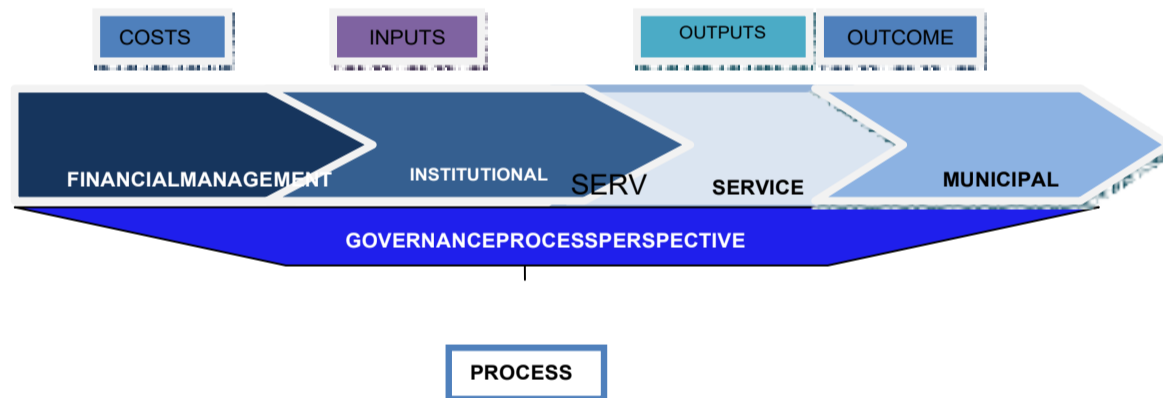 COSTS
INPUTS
OUTPUTS
OUTCOME
FINANCIALMANAGEMENT
INSTITUTIONAL
SERV
SERVICE
MUNICIPAL
GOVERNANCEPROCESSPERSPECTIVE
PROCESS